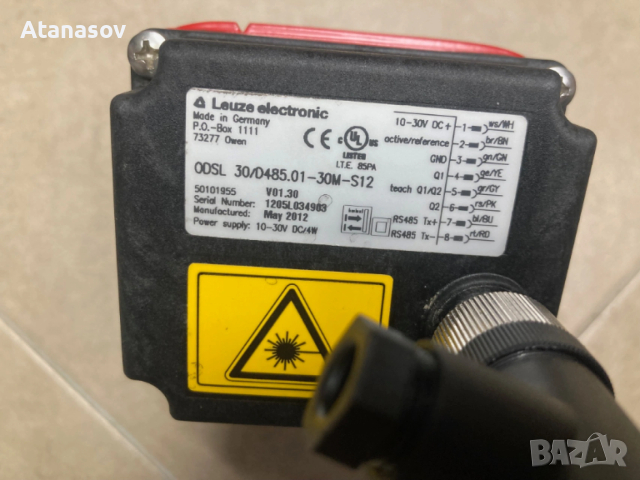 Atanasov
Leuze electronic
Made in Germany
P.O.-Box 1111
73277 Owen
C UL US
LISTED
I.T.E. 85PA
ODSL 30/D485.01-30M-S12
50101955 V01.30
Serial Number: 1205L034903
Manufactured: May 2012
Power supply: 10-30V DC/4W
10-30V DC+ 1 ws/WH
active/reference 2 br/BN
GND 3 gn/GN
Q1 4 ge/YE
teach Q1/Q2 5 gr/GY
Q2 6 rs/PK
RS485 Tx+ 7 bl/BU
RS485 Tx- 8 rt/RD
BAZAR